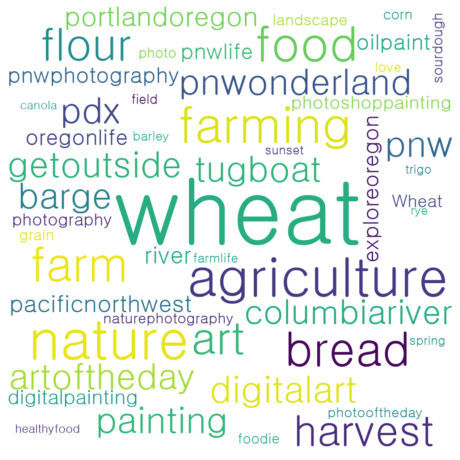 portlandoregon landscape corn
flour photo pnwlife food oilpaint sourdough
pnwphotography pnwonderland love
canola pdx field farming photoshoppainting
oregonlife barley sunset exploreoregon pnw
getoutside tugboat trigo
barge wheat Wheat
photography rye
grain river farmlife
farm agriculture
pacificnorthwest columbiariver
naturephotography
nature art bread spring
artoftheday digitalart
digitalpainting
painting photooftheday
healthyfood foodie harvest